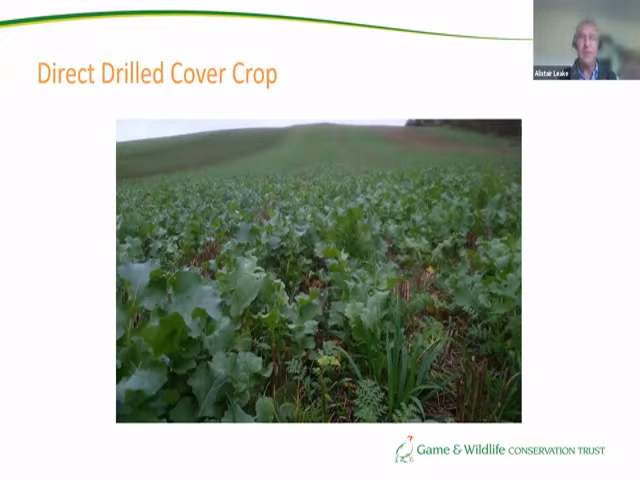 Direct Drilled Cover Crop
Alistair Leake
Game & Wildlife CONSERVATION TRUST